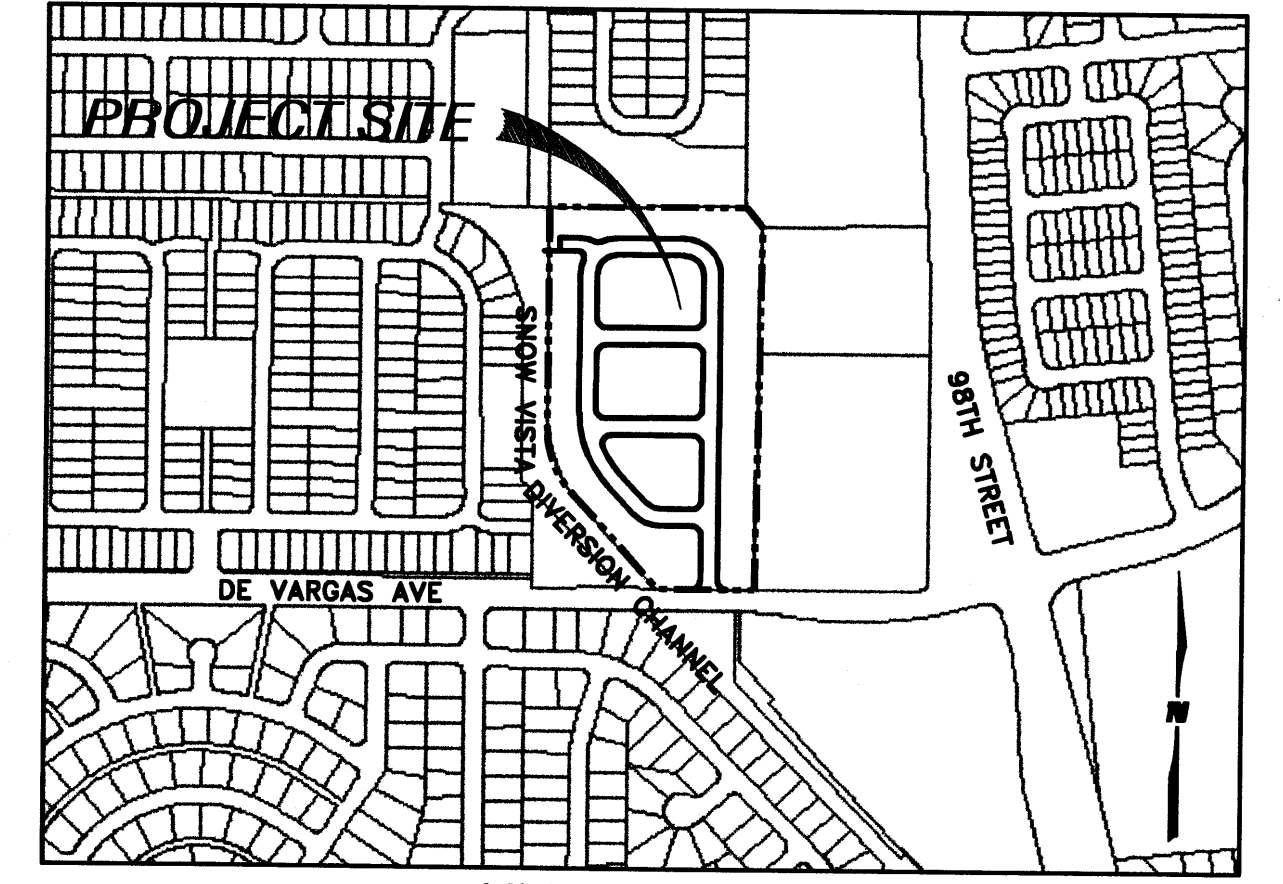 PROJECT SITE
SNOW VISTA DIVERSION CHANNEL
98TH STREET
DE VARGAS AVE
N